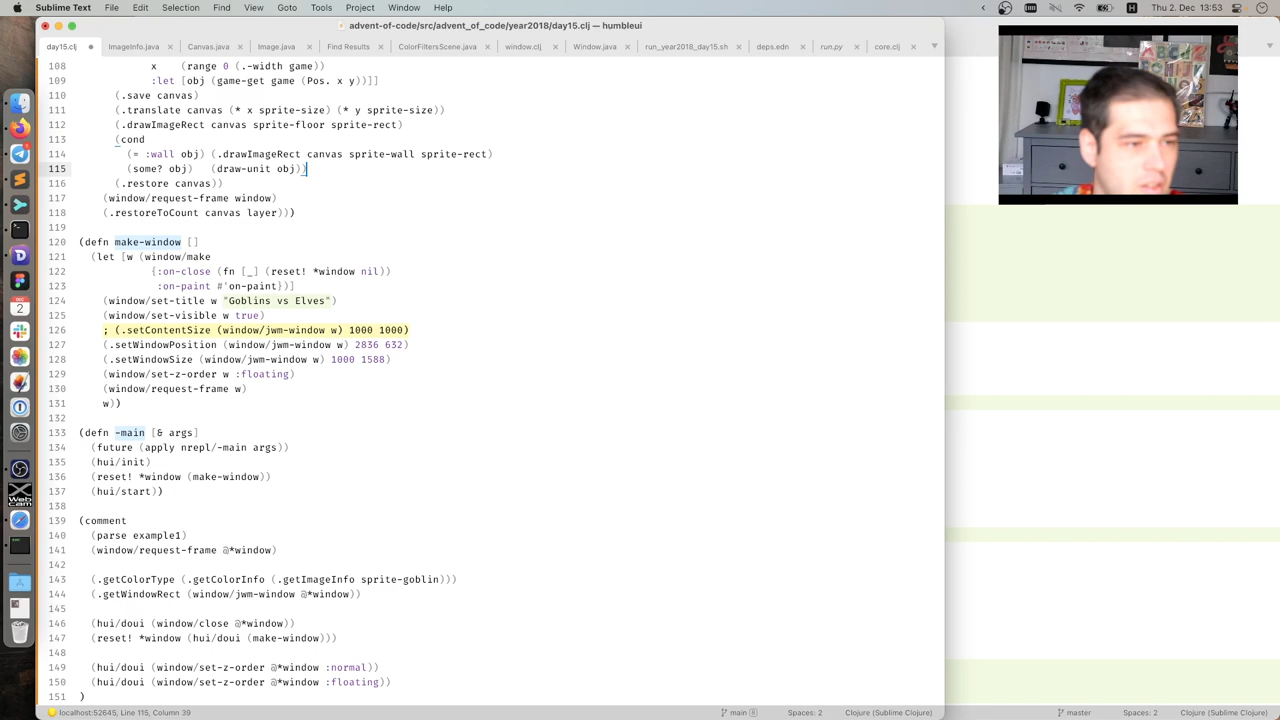 Sublime Text File Edit Selection Find View Goto Tools Project Window Help
Thu 2. Dec 13:53
advent-of-code/src/advent_of_code/year2018/day15.clj — humbleui
day15.clj ImageInfo.java Canvas.java Image.java Find Results ColorFiltersScene.java window.clj Window.java run_year2018_day15.sh deps.edn run.py core.clj
108 x (range 0 (.-width game))
109 :let [obj (game-get game (Pos. x y))]]
110 (.save canvas)
111 (.translate canvas (* x sprite-size) (* y sprite-size))
112 (.drawImageRect canvas sprite-floor sprite-rect)
113 (cond
114 (= :wall obj) (.drawImageRect canvas sprite-wall sprite-rect)
115 (some? obj) (draw-unit obj))
116 (.restore canvas))
117 (window/request-frame window)
118 (.restoreToCount canvas layer)))
119
120 (defn make-window []
121 (let [w (window/make
122 {:on-close (fn [_] (reset! *window nil))
123 :on-paint #'on-paint})]
124 (window/set-title w "Goblins vs Elves")
125 (window/set-visible w true)
126 ; (.setContentSize (window/jwm-window w) 1000 1000)
127 (.setWindowPosition (window/jwm-window w) 2836 632)
128 (.setWindowSize (window/jwm-window w) 1000 1588)
129 (window/set-z-order w :floating)
130 (window/request-frame w)
131 w))
132
133 (defn -main [& args]
134 (future (apply nrepl/-main args))
135 (hui/init)
136 (reset! *window (make-window))
137 (hui/start))
138
139 (comment
140 (parse example1)
141 (window/request-frame @*window)
142
143 (.getColorType (.getColorInfo (.getImageInfo sprite-goblin)))
144 (.getWindowRect (window/jwm-window @*window))
145
146 (hui/doui (window/close @*window))
147 (reset! *window (hui/doui (make-window)))
148
149 (hui/doui (window/set-z-order @*window :normal))
150 (hui/doui (window/set-z-order @*window :floating))
151 )
localhost:52645, Line 115, Column 39 main 8 Spaces: 2 Clojure (Sublime Clojure) master Spaces: 2 Clojure (Sublime Clojure)
DEC
2
Web
cam